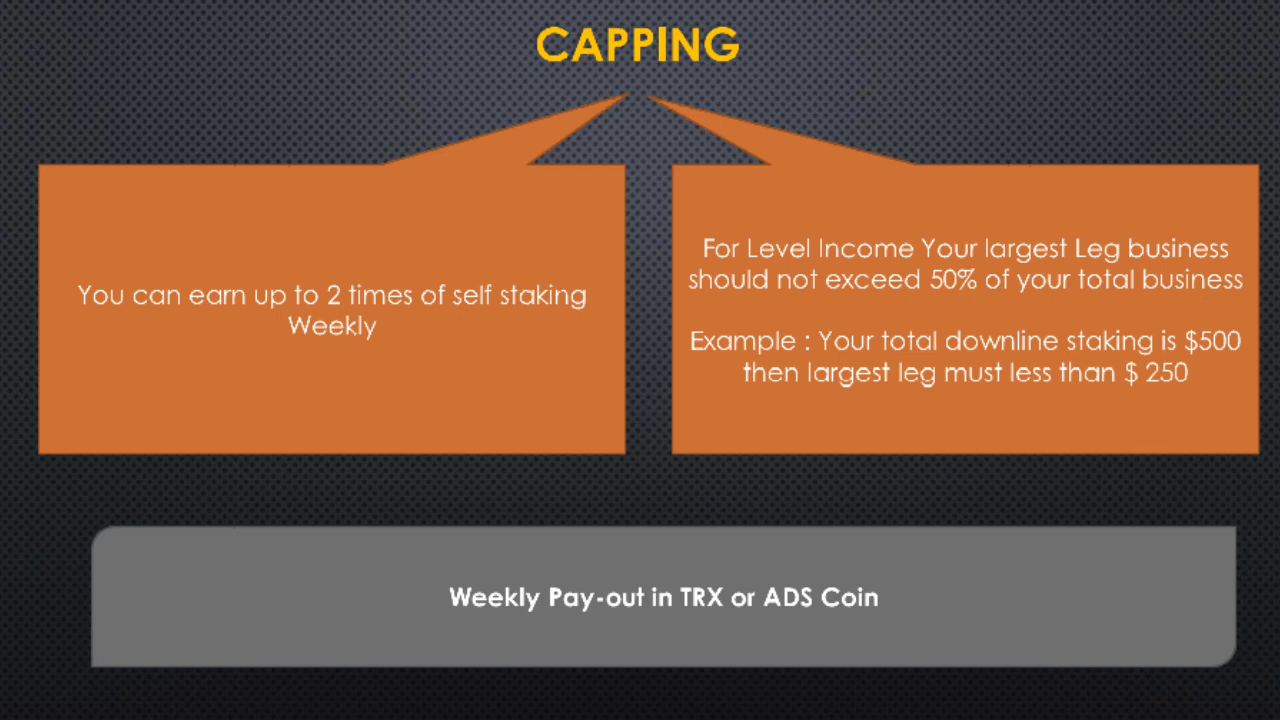 CAPPING
You can earn up to 2 times of self staking
Weekly
For Level Income Your largest Leg business
should not exceed 50% of your total business
Example : Your total downline staking is $500
then largest leg must less than $ 250
Weekly Pay-out in TRX or ADS Coin